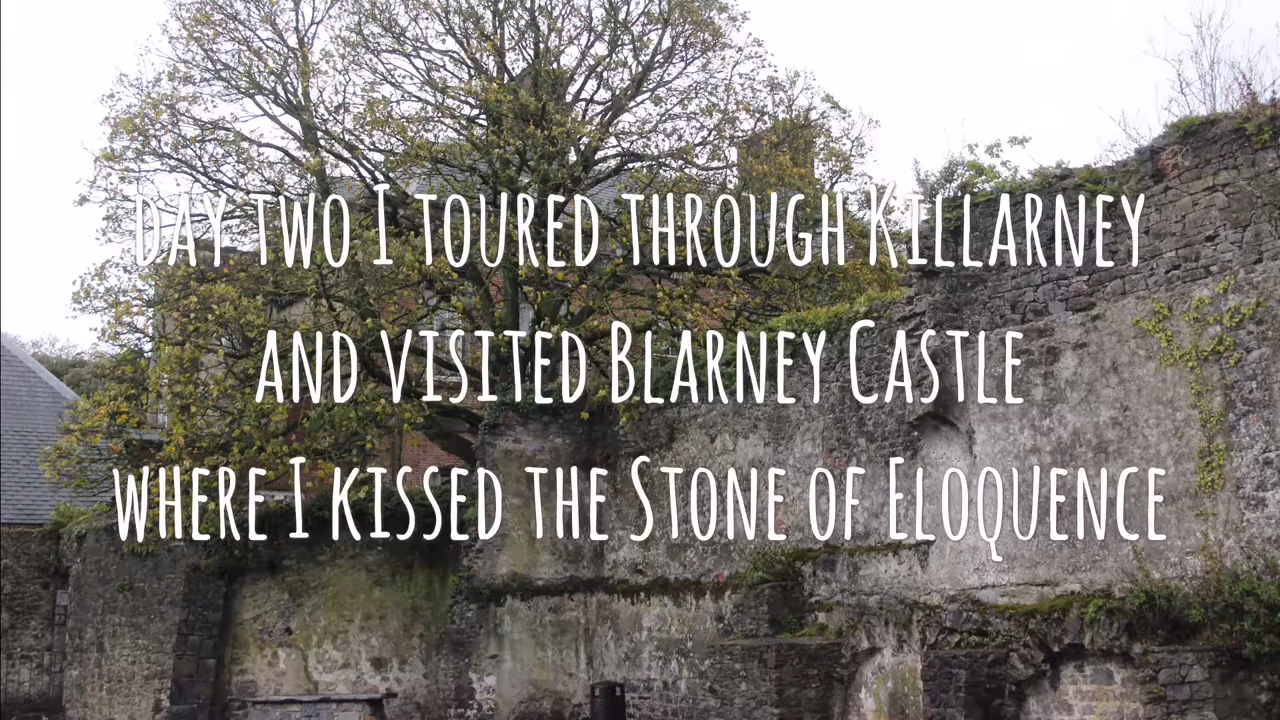 day two I toured through Killarney
and visited Blarney Castle
where I kissed the Stone of Eloquence